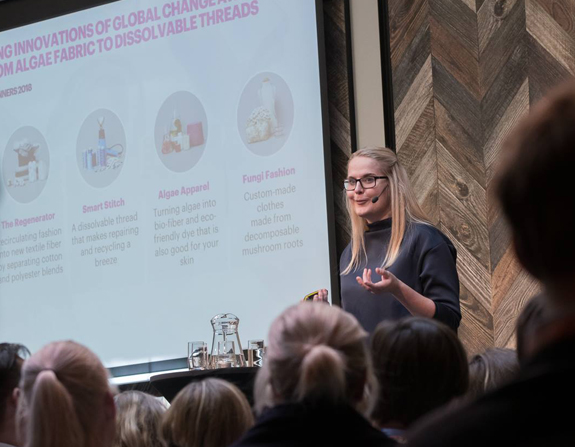 NG INNOVATIONS OF GLOBAL CHANGE A
OM ALGAE FABRIC TO DISSOLVABLE THREADS
NNERS 2018
The Regenerator
circulating fashion
into new textile fiber
by separating cotton
and polyester blends
Smart Stitch
A dissolvable thread
that makes repairing
and recycling a
breeze
Algae Apparel
Turning algae into
bio-fiber and eco-
friendly dye that is
also good for your
skin
Fungi Fashion
Custom-made
clothes
made from
decomposable
mushroom roots